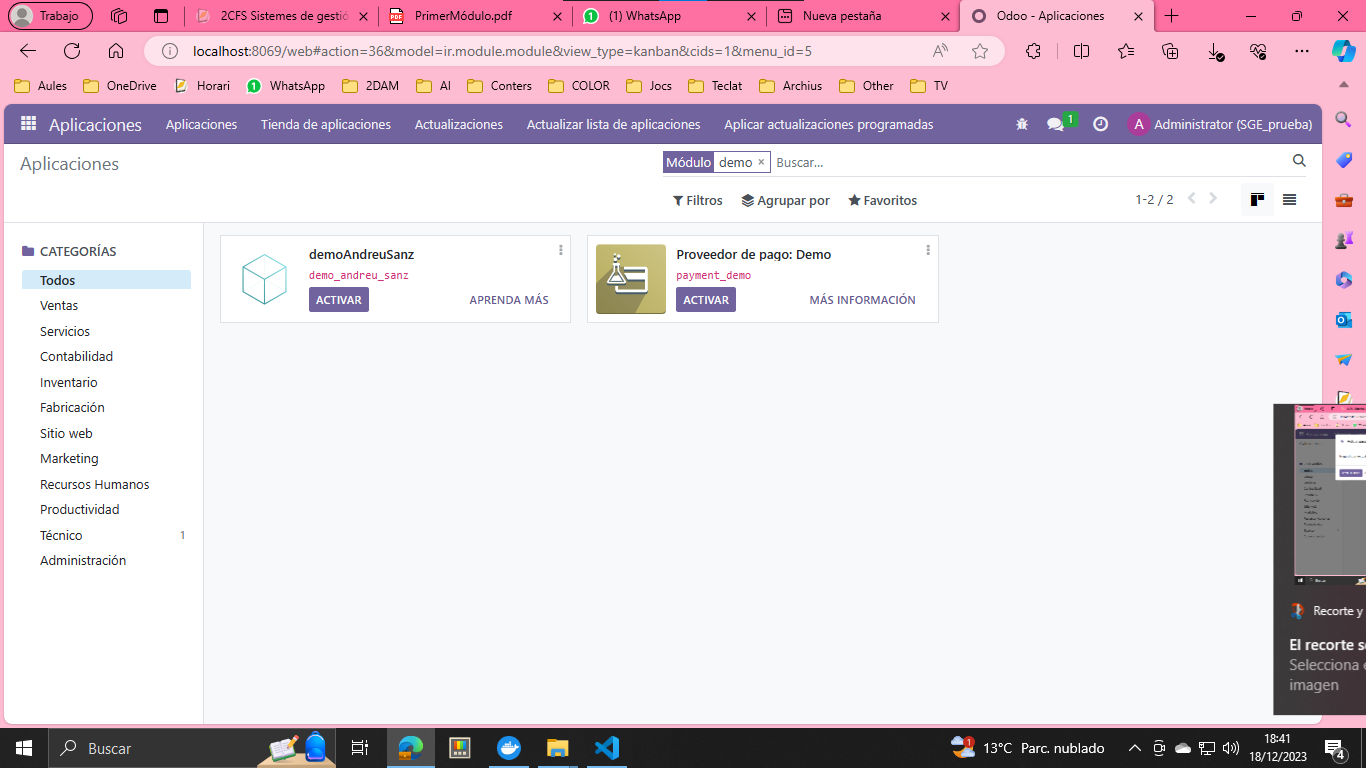 Trabajo
2CFS Sistemes de gestió
PrimerMódulo.pdf
(1) WhatsApp
Nueva pestaña
Odoo - Aplicaciones
localhost:8069/web#action=36&model=ir.module.module&view_type=kanban&cids=1&menu_id=5
Aules
OneDrive
Horari
WhatsApp
2DAM
AI
Conters
COLOR
Jocs
Teclat
Archius
Other
TV
Aplicaciones
Aplicaciones
Tienda de aplicaciones
Actualizaciones
Actualizar lista de aplicaciones
Aplicar actualizaciones programadas
1
A
Administrator (SGE_prueba)
Aplicaciones
Módulo demo ×
Buscar...
Filtros
Agrupar por
Favoritos
1-2 / 2
CATEGORÍAS
Todos
Ventas
Servicios
Contabilidad
Inventario
Fabricación
Sitio web
Marketing
Recursos Humanos
Productividad
Técnico 1
Administración
demoAndreuSanz
demo_andreu_sanz
ACTIVAR
APRENDA MÁS
Proveedor de pago: Demo
payment_demo
ACTIVAR
MÁS INFORMACIÓN
Recorte y
El recorte s
Selecciona e
imagen
Buscar
1
13°C Parc. nublado
18:41
18/12/2023
4